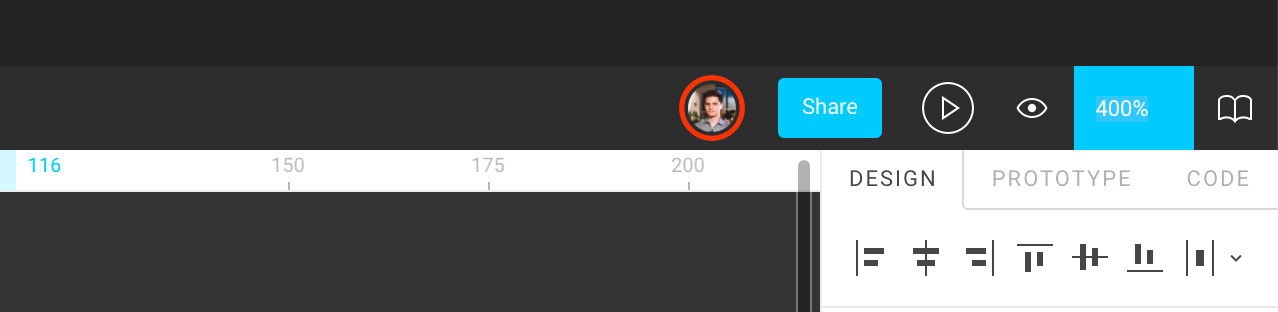 Share
400%
116 150 175 200
DESIGN PROTOTYPE CODE